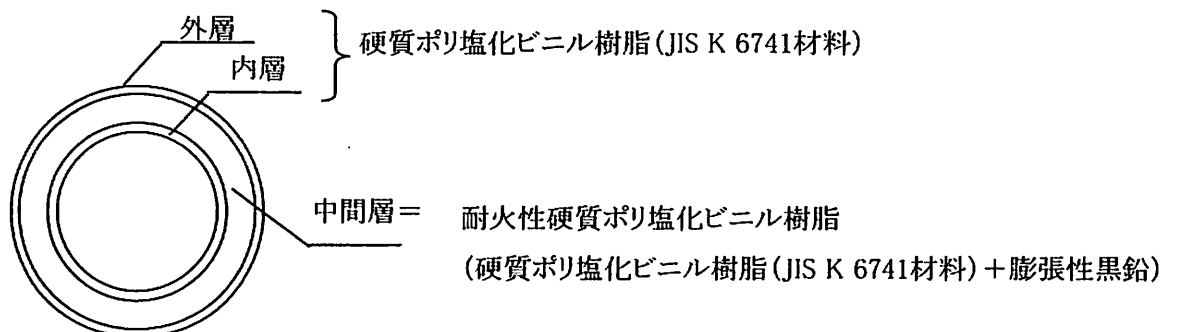 外層
硬質ポリ塩化ビニル樹脂(JIS K 6741材料)
内層
中間層＝
耐火性硬質ポリ塩化ビニル樹脂
(硬質ポリ塩化ビニル樹脂(JIS K 6741材料)＋膨張性黒鉛)